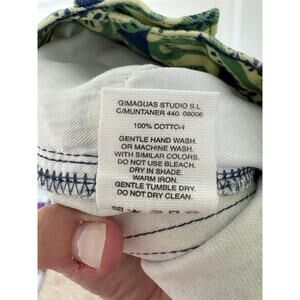 GIMAGUAS STUDIO S.L.
C/MUNTANER 440. 08006
100% COTTON
GENTLE HAND WASH.
OR MACHINE WASH.
WITH SIMILAR COLORS.
DO NOT USE BLEACH.
DRY IN SHADE.
WARM IRON.
GENTLE TUMBLE DRY.
DO NOT DRY CLEAN.